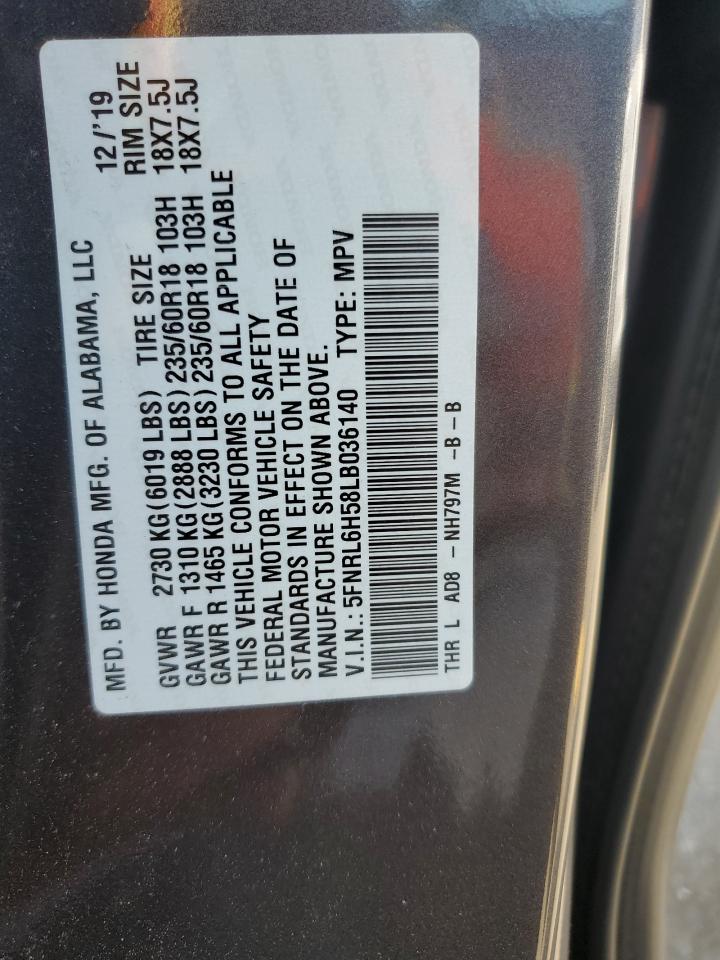 MFD. BY HONDA MFG. OF ALABAMA, LLC 12/'19
GVWR 2730 KG(6019 LBS) TIRE SIZE RIM SIZE
GAWR F 1310 KG(2888 LBS)235/60R18 103H 18X7.5J
GAWR R 1465 KG(3230 LBS)235/60R18 103H 18X7.5J
THIS VEHICLE CONFORMS TO ALL APPLICABLE
FEDERAL MOTOR VEHICLE SAFETY
STANDARDS IN EFFECT ON THE DATE OF
MANUFACTURE SHOWN ABOVE.
V.I.N.: 5FNRL6H58LB036140 TYPE: MPV
THR L AD8 - NH797M -B - B